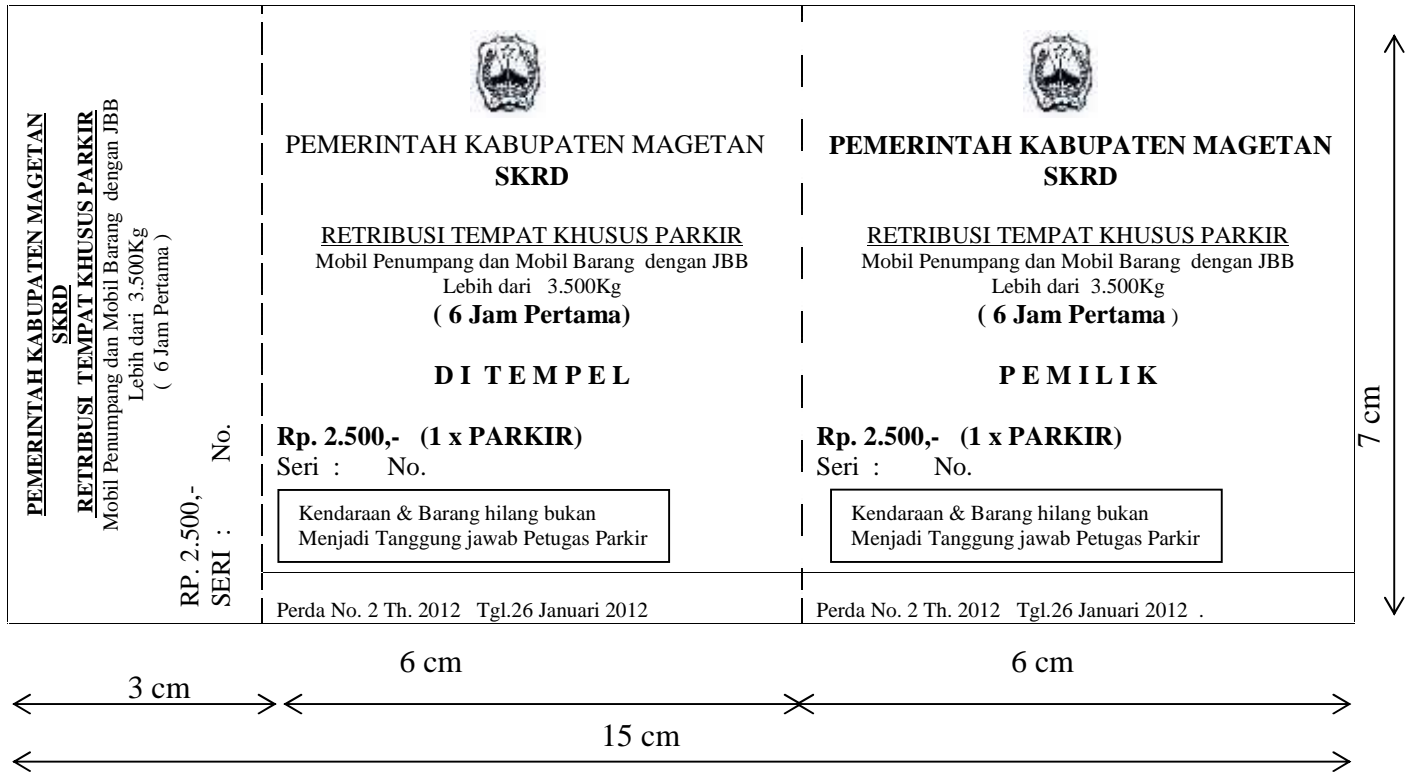 PEMERINTAH KABUPATEN MAGETAN
SKRD
RETRIBUSI TEMPAT KHUSUS PARKIR
Mobil Penumpang dan Mobil Barang dengan JBB
Lebih dari 3.500Kg
( 6 Jam Pertama )
RP. 2.500,-
SERI : No.
PEMERINTAH KABUPATEN MAGETAN
SKRD
RETRIBUSI TEMPAT KHUSUS PARKIR
Mobil Penumpang dan Mobil Barang dengan JBB
Lebih dari 3.500Kg
( 6 Jam Pertama)
D I T E M P E L
Rp. 2.500,- (1 x PARKIR)
Seri : No.
Kendaraan & Barang hilang bukan
Menjadi Tanggung jawab Petugas Parkir
Perda No. 2 Th. 2012 Tgl.26 Januari 2012
PEMERINTAH KABUPATEN MAGETAN
SKRD
RETRIBUSI TEMPAT KHUSUS PARKIR
Mobil Penumpang dan Mobil Barang dengan JBB
Lebih dari 3.500Kg
( 6 Jam Pertama )
P E M I L I K
Rp. 2.500,- (1 x PARKIR)
Seri : No.
Kendaraan & Barang hilang bukan
Menjadi Tanggung jawab Petugas Parkir
Perda No. 2 Th. 2012 Tgl.26 Januari 2012 .
7 cm
3 cm
6 cm
6 cm
15 cm